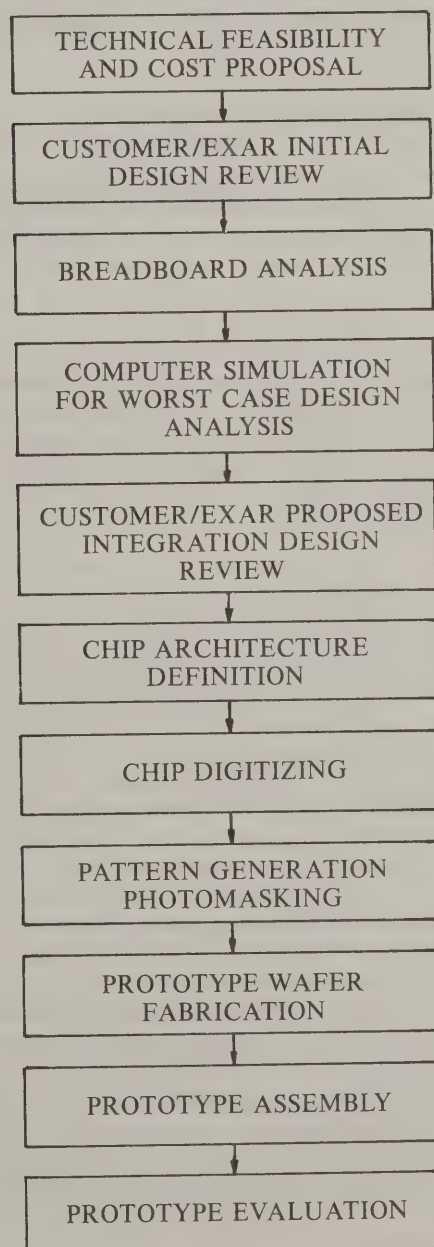 TECHNICAL FEASIBILITY
AND COST PROPOSAL
CUSTOMER/EXAR INITIAL
DESIGN REVIEW
BREADBOARD ANALYSIS
COMPUTER SIMULATION
FOR WORST CASE DESIGN
ANALYSIS
CUSTOMER/EXAR PROPOSED
INTEGRATION DESIGN
REVIEW
CHIP ARCHITECTURE
DEFINITION
CHIP DIGITIZING
PATTERN GENERATION
PHOTOMASKING
PROTOTYPE WAFER
FABRICATION
PROTOTYPE ASSEMBLY
PROTOTYPE EVALUATION